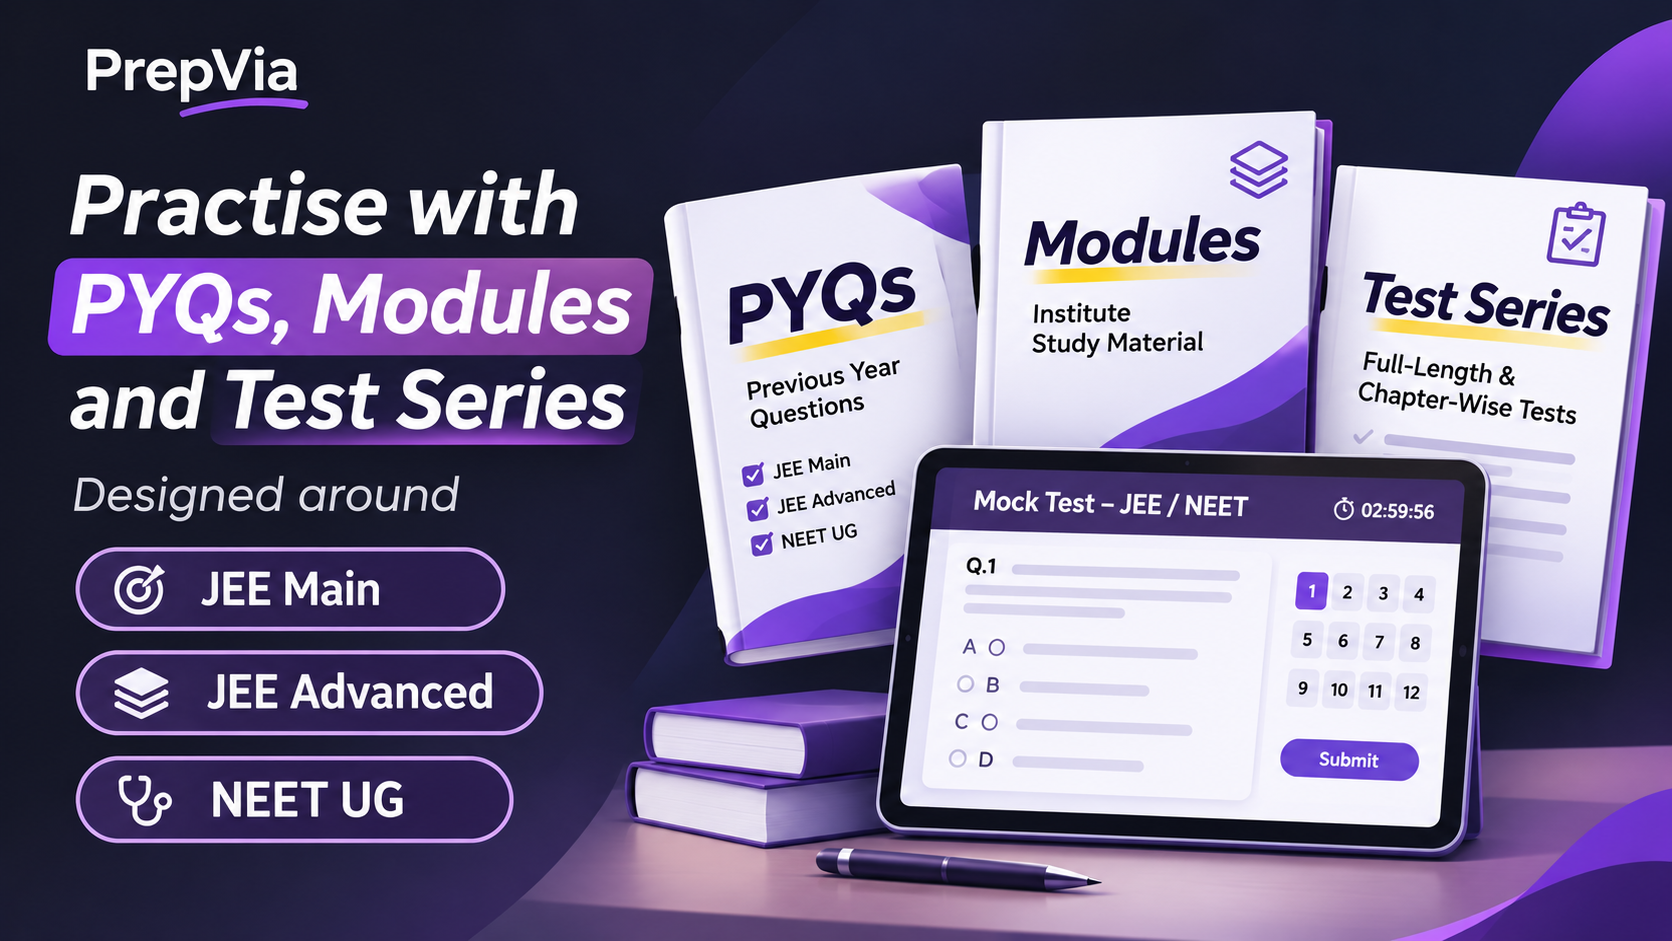 PrepVia
Practise with
PYQs, Modules
and Test Series
Designed around
JEE Main
JEE Advanced
NEET UG
PYQs
Previous Year
Questions
JEE Main
JEE Advanced
NEET UG
Modules
Institute
Study Material
Test Series
Full-Length &
Chapter-Wise Tests
Mock Test – JEE / NEET
02:59:56
Q.1
A
B
C
D
1 2 3 4
5 6 7 8
9 10 11 12
Submit